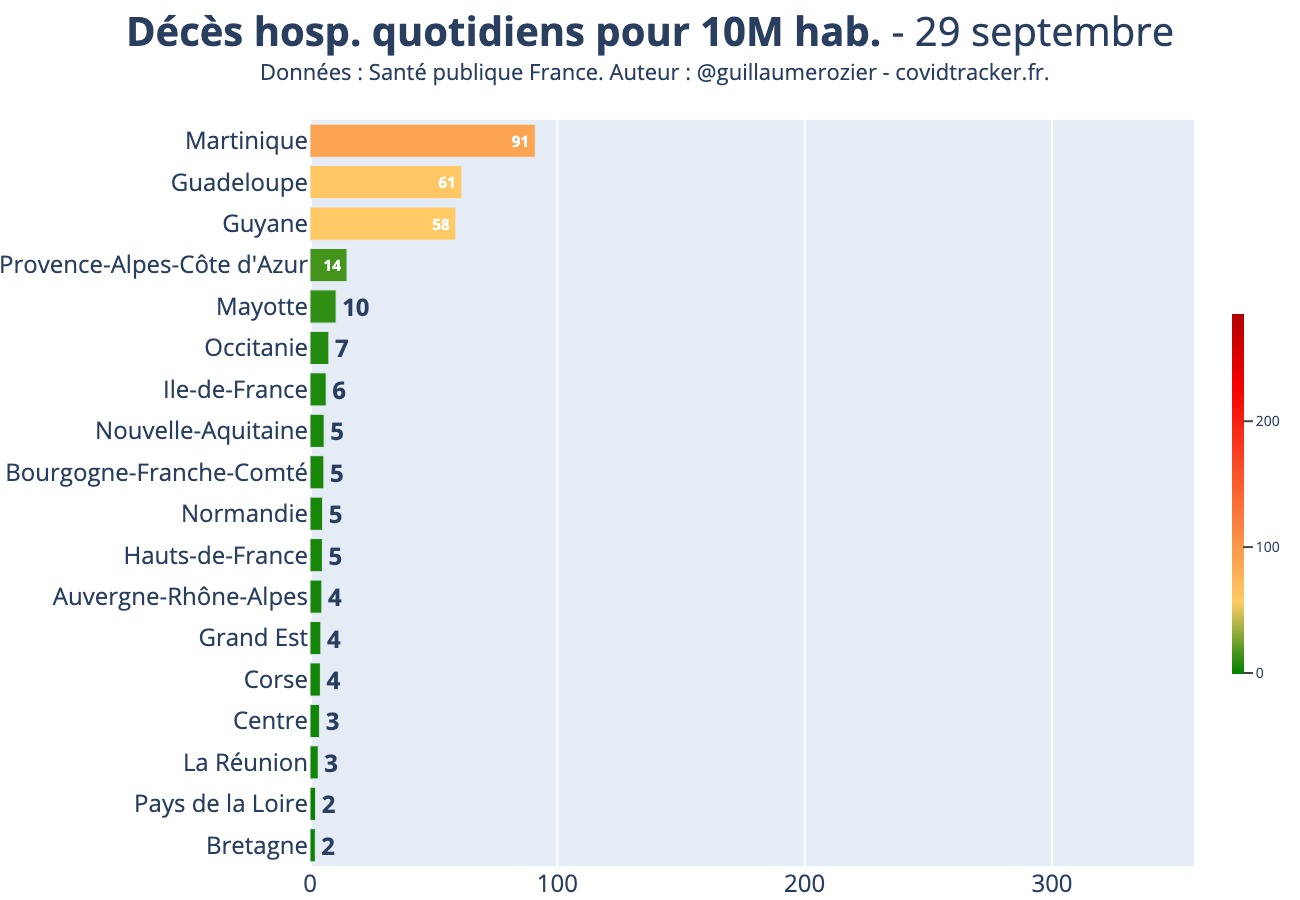 Décès hosp. quotidiens pour 10M hab. - 29 septembre
Données : Santé publique France. Auteur : @guillaumerozier - covidtracker.fr.
Martinique 91
Guadeloupe 61
Guyane 58
Provence-Alpes-Côte d'Azur 14
Mayotte 10
Occitanie 7
Ile-de-France 6
Nouvelle-Aquitaine 5
Bourgogne-Franche-Comté 5
Normandie 5
Hauts-de-France 5
Auvergne-Rhône-Alpes 4
Grand Est 4
Corse 4
Centre 3
La Réunion 3
Pays de la Loire 2
Bretagne 2
0 100 200 300
200
100
0